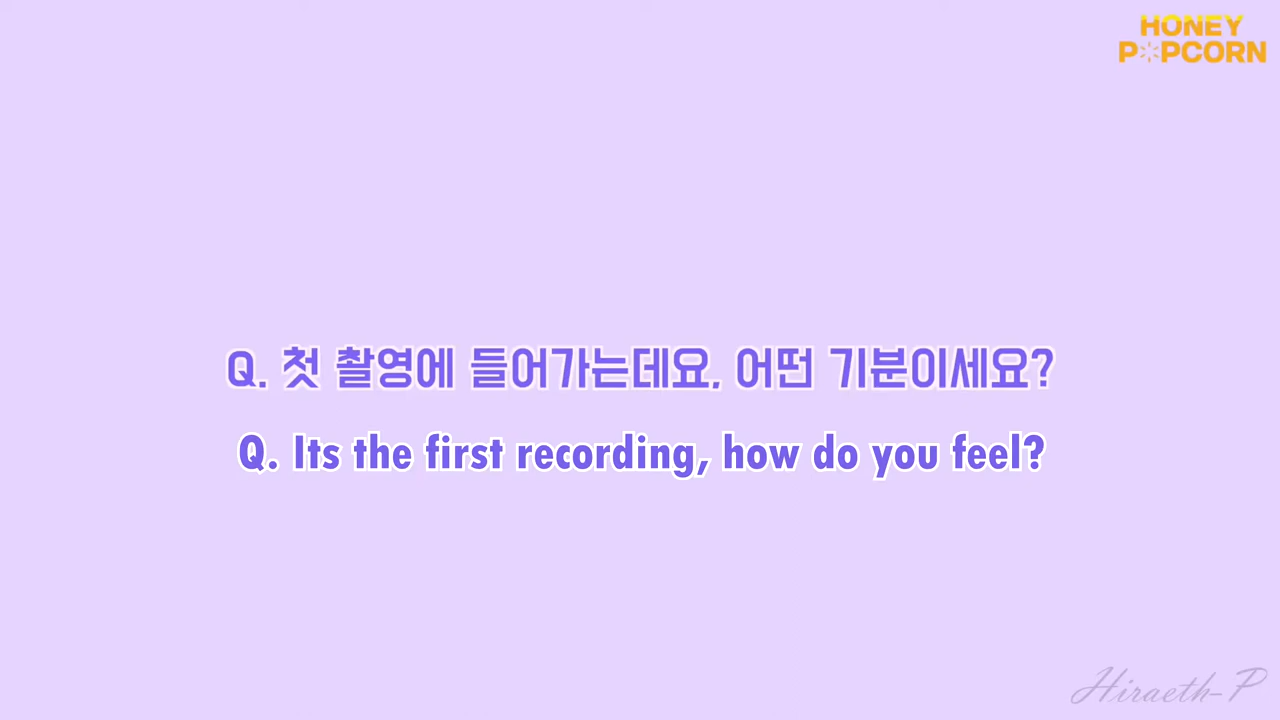 HONEY
POPCORN
Q. 첫 촬영에 들어가는데요, 어떤 기분이세요?
Q. Its the first recording, how do you feel?
Hiraeth-P